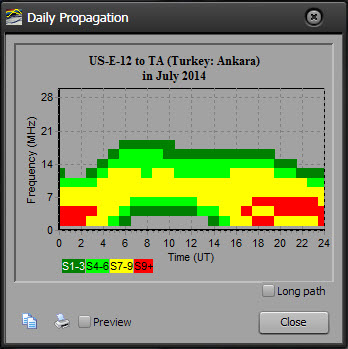 Daily Propagation
US-E-12 to TA (Turkey: Ankara)
in July 2014
Frequency (MHz)
28
21
14
7
0
0 2 4 6 8 10 12 14 16 18 20 22 24
Time (UT)
S1-3 S4-6 S7-9 S9+
Long path
Preview
Close